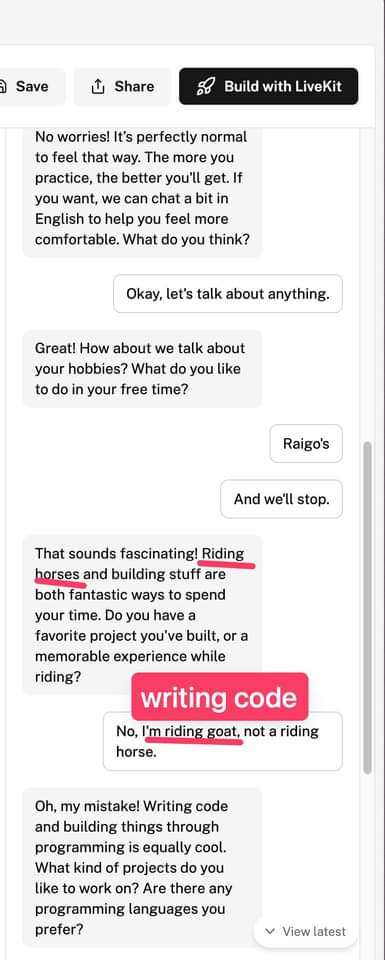 Save
Share
Build with LiveKit
No worries! It's perfectly normal
to feel that way. The more you
practice, the better you'll get. If
you want, we can chat a bit in
English to help you feel more
comfortable. What do you think?
Okay, let's talk about anything.
Great! How about we talk about
your hobbies? What do you like
to do in your free time?
Raigo's
And we'll stop.
That sounds fascinating! Riding
horses and building stuff are
both fantastic ways to spend
your time. Do you have a
favorite project you've built, or a
memorable experience while
riding?
writing code
No, I'm riding goat, not a riding
horse.
Oh, my mistake! Writing code
and building things through
programming is equally cool.
What kind of projects do you
like to work on? Are there any
programming languages you
prefer?
View latest